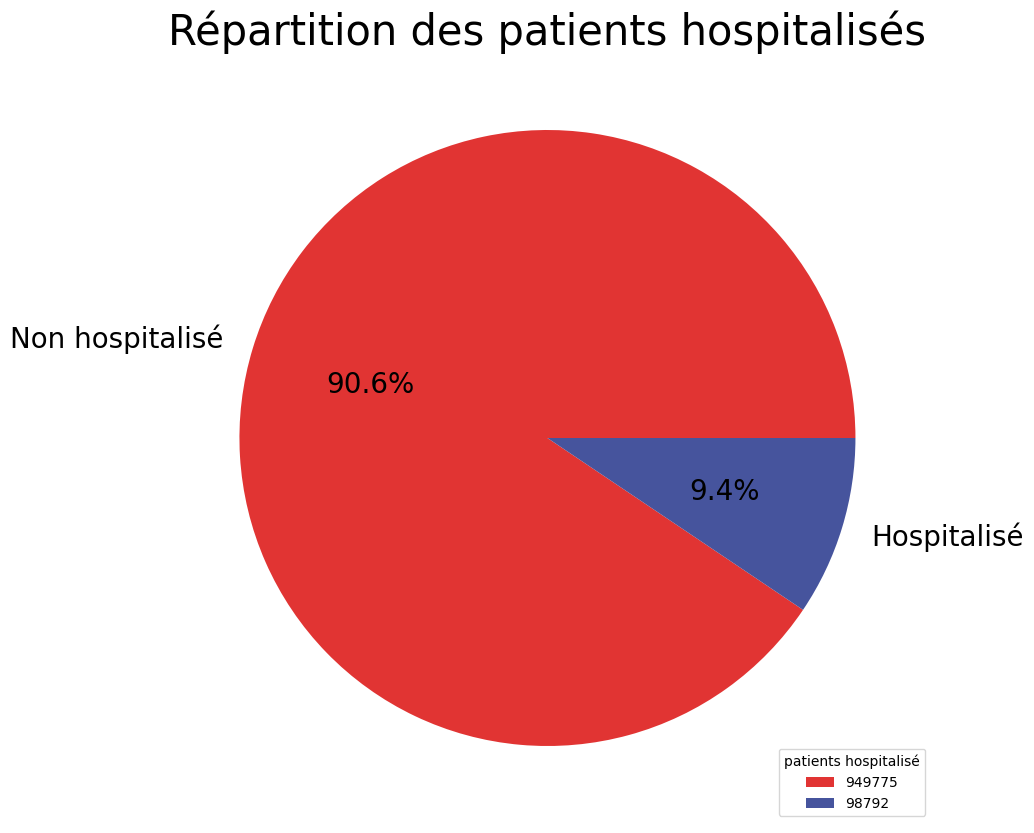 Répartition des patients hospitalisés
Non hospitalisé
90.6%
9.4%
Hospitalisé
patients hospitalisé
949775
98792